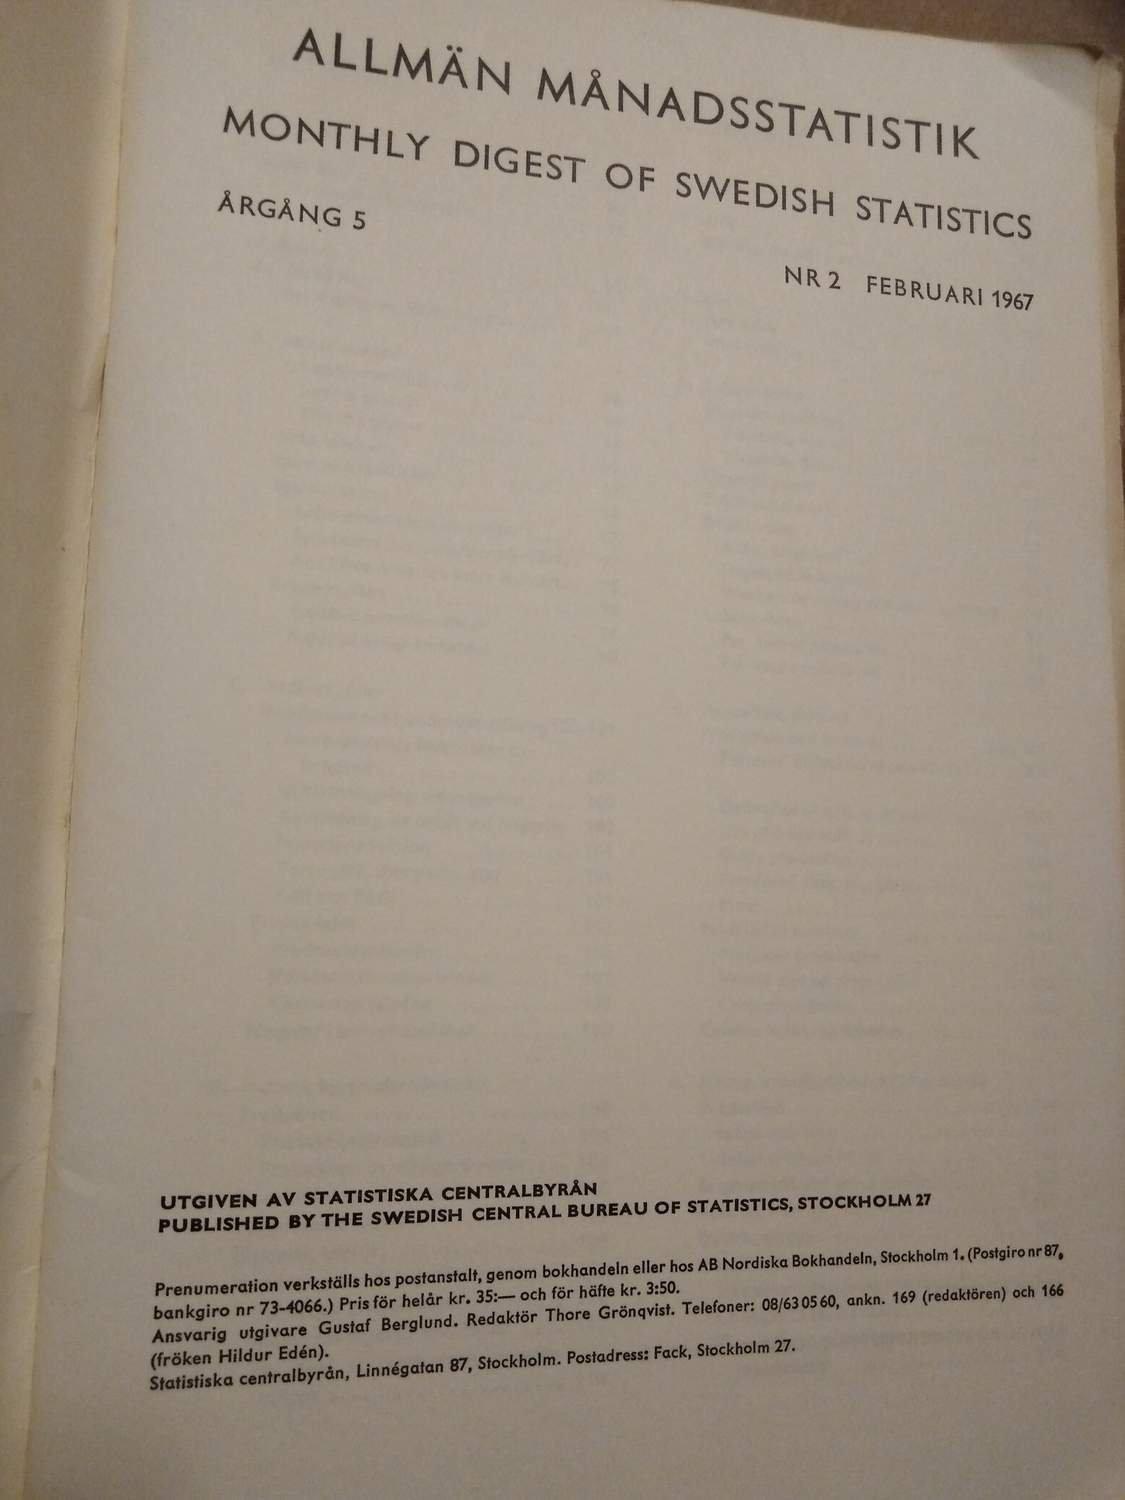 ALLMÄN MÅNADSSTATISTIK
MONTHLY DIGEST OF SWEDISH STATISTICS
ÅRGÅNG 5
NR 2 FEBRUARI 1967
UTGIVEN AV STATISTISKA CENTRALBYRÅN
PUBLISHED BY THE SWEDISH CENTRAL BUREAU OF STATISTICS, STOCKHOLM 27
Prenumeration verkställs hos postanstalt, genom bokhandeln eller hos AB Nordiska Bokhandeln, Stockholm 1. (Postgiro nr 87,
bankgiro nr 73-4066.) Pris för helår kr. 35:— och för häfte kr. 3:50.
Ansvarig utgivare Gustaf Berglund. Redaktör Thore Grönqvist. Telefoner: 08/63 05 60, ankn. 169 (redaktören) och 166
(fröken Hildur Edén).
Statistiska centralbyrån, Linnégatan 87, Stockholm. Postadress: Fack, Stockholm 27.